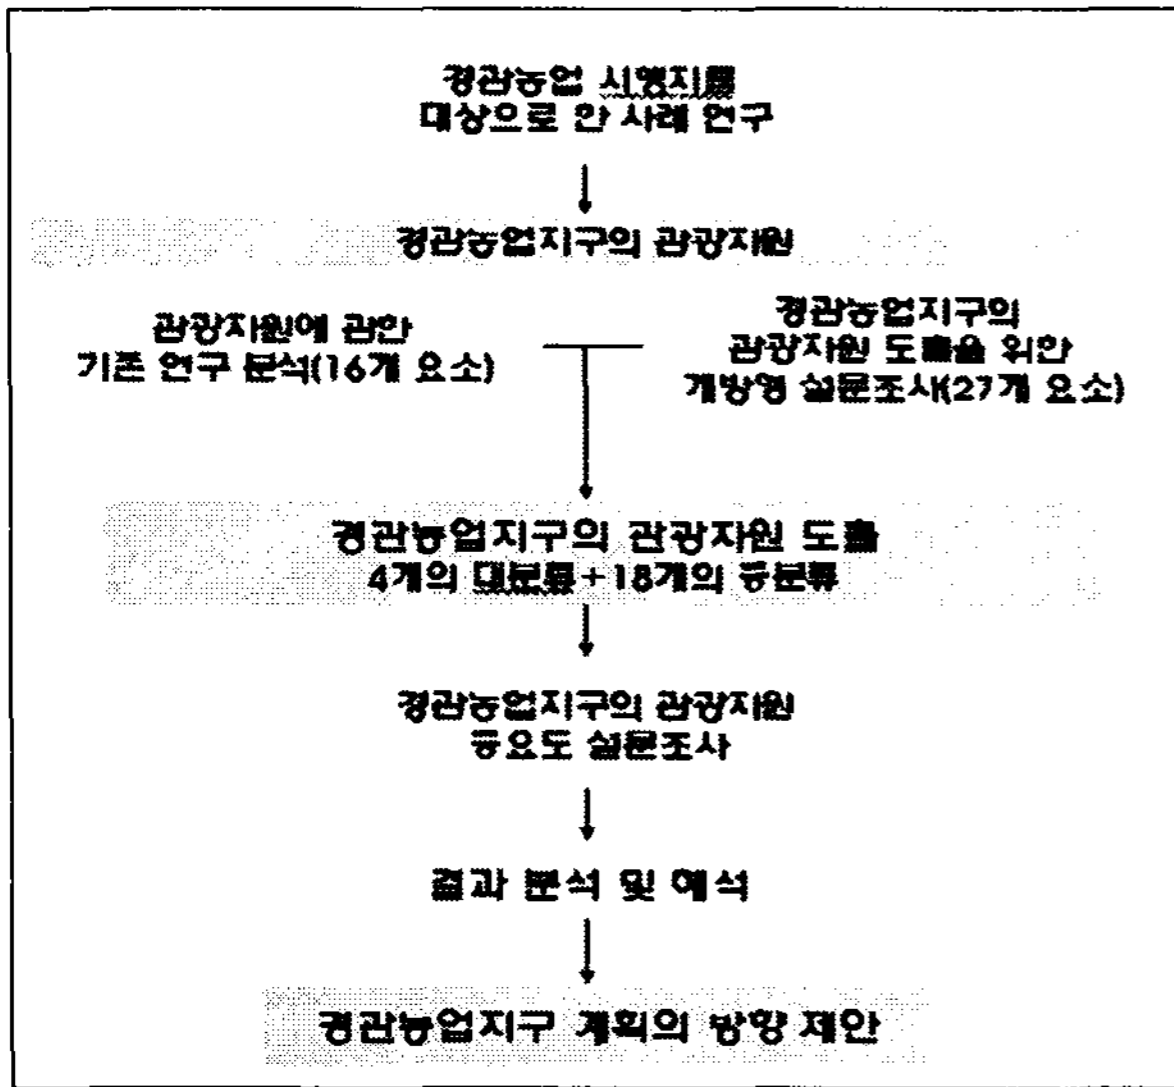 경관농업 시행지를
대상으로 한 사례 연구
경관농업지구의 관광자원
관광자원에 관한
기존 연구 분석(16개 요소)
경관농업지구의
관광자원 도출을 위한
개방형 설문조사(27개 요소)
경관농업지구의 관광자원 도출
4개의 대분류+18개의 중분류
경관농업지구의 관광자원
중요도 설문조사
결과 분석 및 해석
경관농업지구 계획의 방향 제안